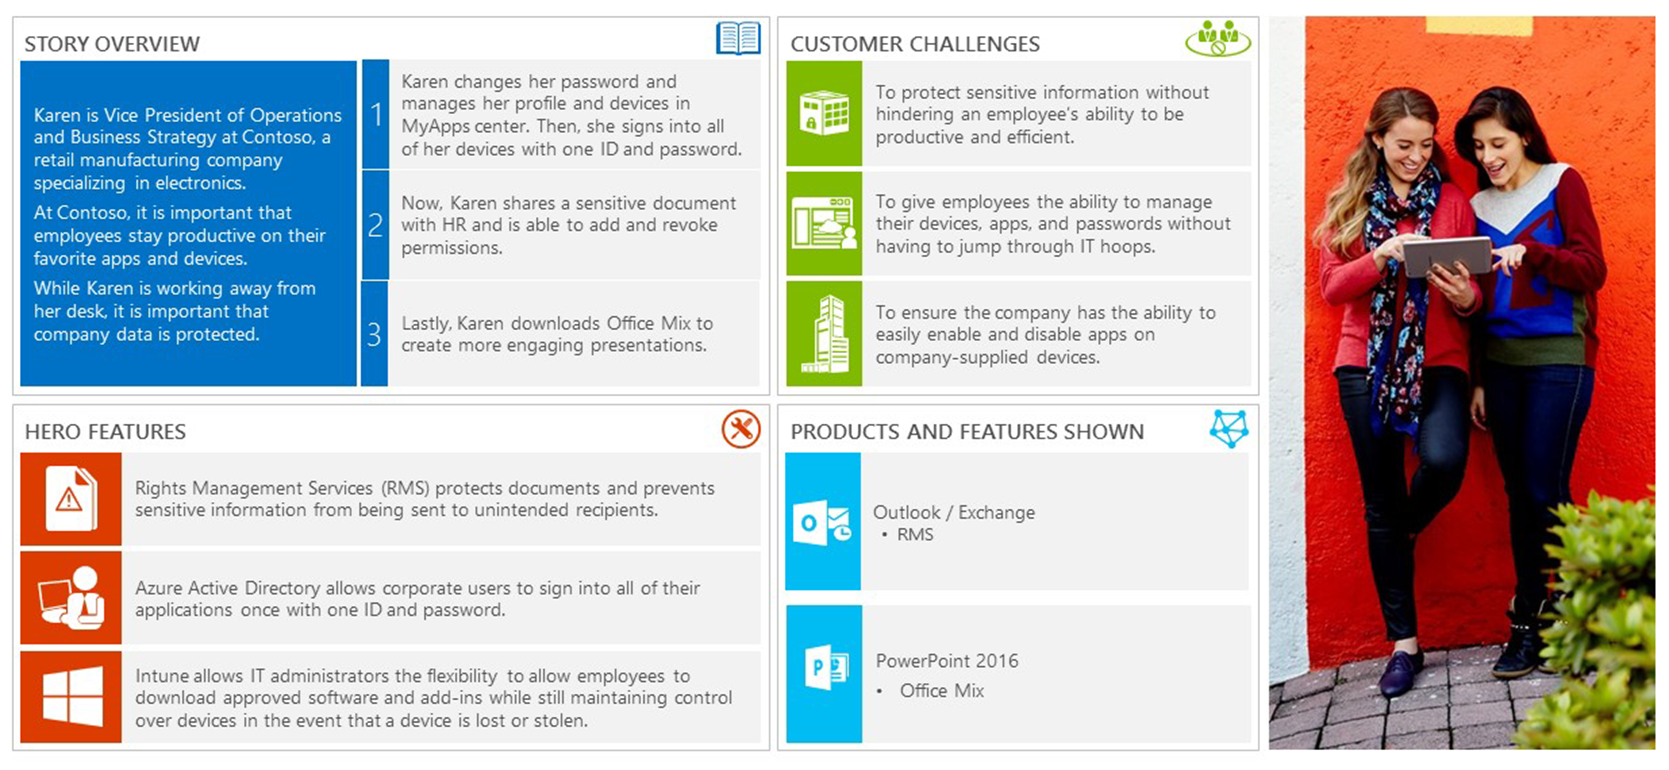 STORY OVERVIEW
Karen is Vice President of Operations
and Business Strategy at Contoso, a
retail manufacturing company
specializing in electronics.
At Contoso, it is important that
employees stay productive on their
favorite apps and devices.
While Karen is working away from
her desk, it is important that
company data is protected.
1
Karen changes her password and
manages her profile and devices in
MyApps center. Then, she signs into all
of her devices with one ID and password.
2
Now, Karen shares a sensitive document
with HR and is able to add and revoke
permissions.
3
Lastly, Karen downloads Office Mix to
create more engaging presentations.
CUSTOMER CHALLENGES
To protect sensitive information without
hindering an employee's ability to be
productive and efficient.
To give employees the ability to manage
their devices, apps, and passwords without
having to jump through IT hoops.
To ensure the company has the ability to
easily enable and disable apps on
company-supplied devices.
HERO FEATURES
Rights Management Services (RMS) protects documents and prevents
sensitive information from being sent to unintended recipients.
Azure Active Directory allows corporate users to sign into all of their
applications once with one ID and password.
Intune allows IT administrators the flexibility to allow employees to
download approved software and add-ins while still maintaining control
over devices in the event that a device is lost or stolen.
PRODUCTS AND FEATURES SHOWN
O
Outlook / Exchange
• RMS
P
PowerPoint 2016
• Office Mix